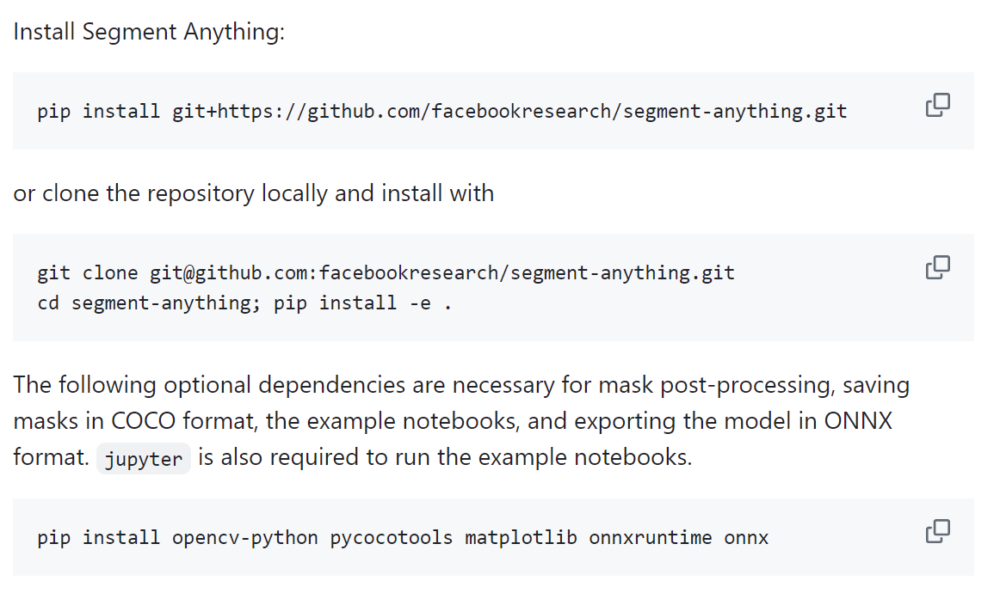 Install Segment Anything:
pip install git+https://github.com/facebookresearch/segment-anything.git
or clone the repository locally and install with
git clone git@github.com:facebookresearch/segment-anything.git
cd segment-anything; pip install -e .
The following optional dependencies are necessary for mask post-processing, saving
masks in COCO format, the example notebooks, and exporting the model in ONNX
format. jupyter is also required to run the example notebooks.
pip install opencv-python pycocotools matplotlib onnxruntime onnx